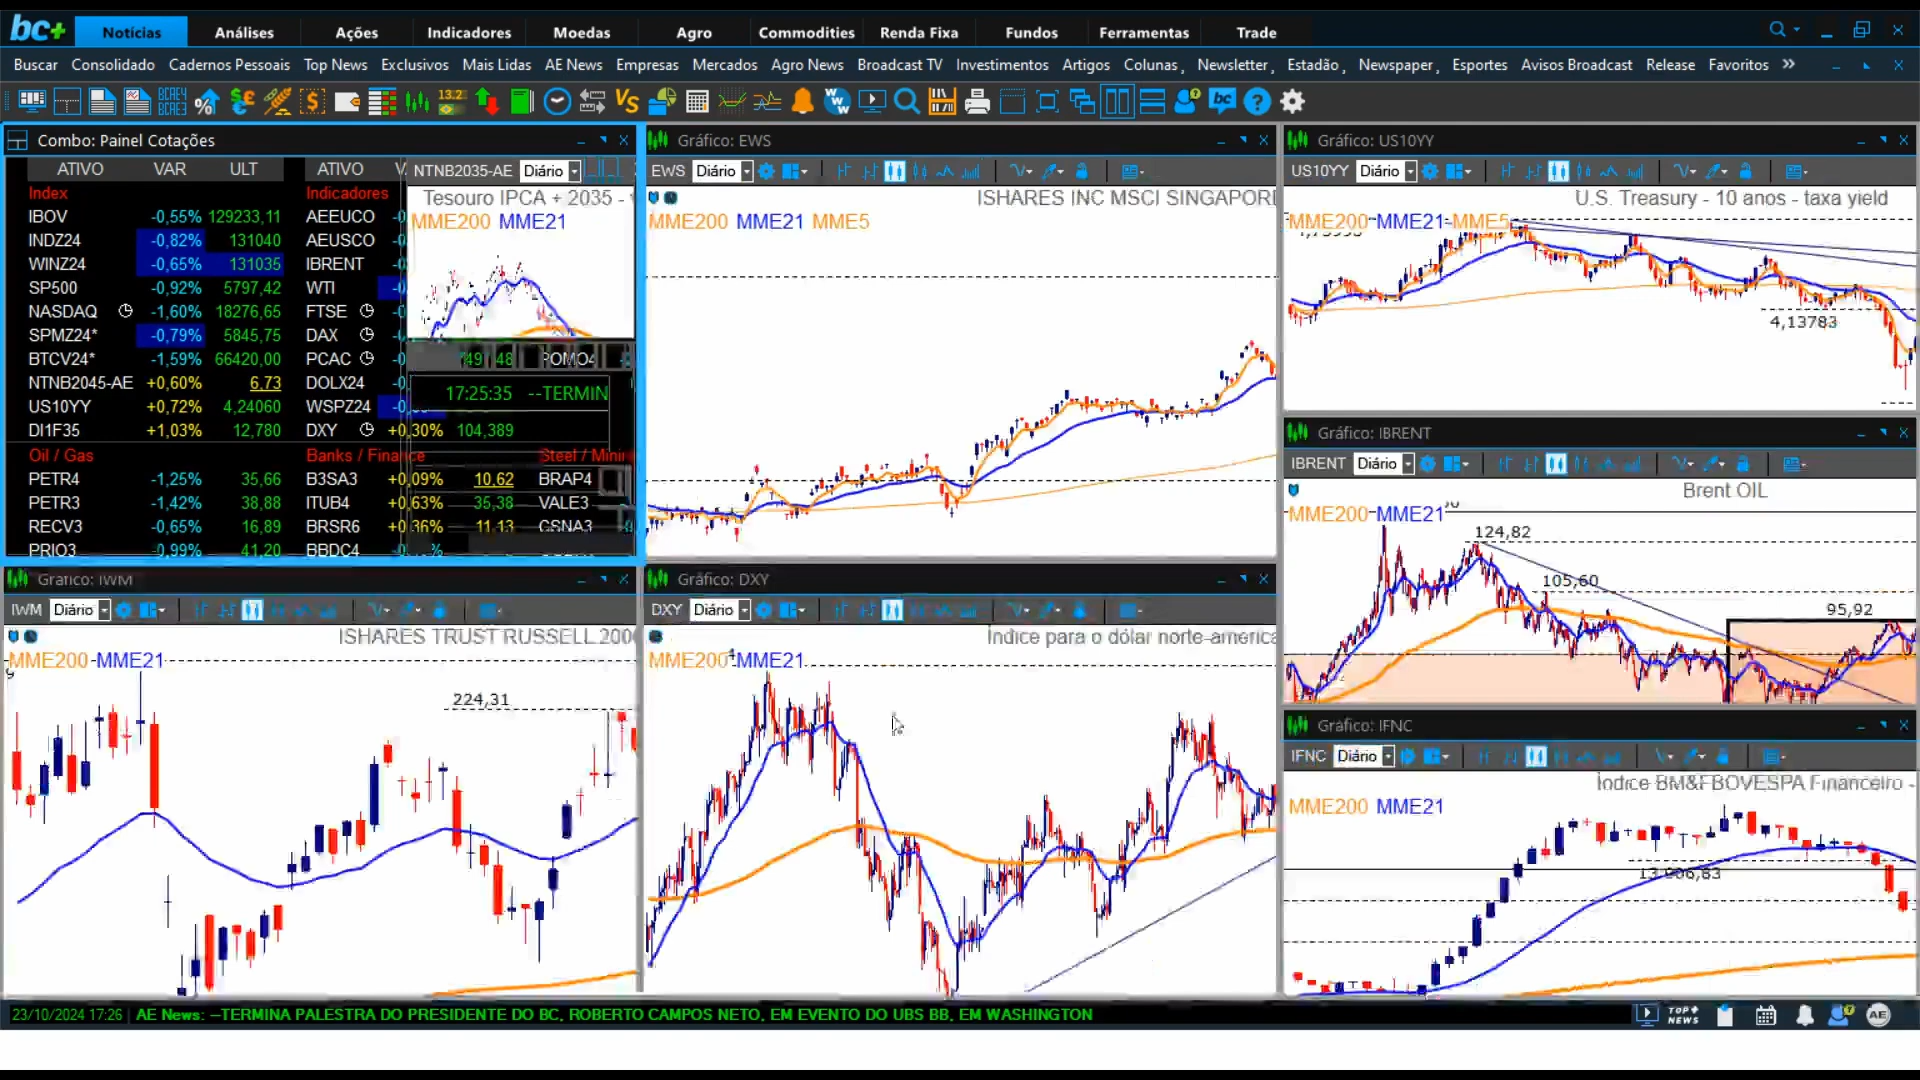 bc+ Notícias Análises Ações Indicadores Moedas Agro Commodities Renda Fixa Fundos Ferramentas Trade
Buscar Consolidado Cadernos Pessoais Top News Exclusivos Mais Lidas AE News Empresas Mercados Agro News Broadcast TV Investimentos Artigos Colunas Newsletter Estadão Newspaper Esportes Avisos Broadcast Release Favoritos »
Combo: Painel Cotações
ATIVO VAR ULT
Index
IBOV -0,55% 129233,11
INDZ24 -0,82% 131040
WINZ24 -0,65% 131035
SP500 -0,92% 5797,42
NASDAQ -1,60% 18276,65
SPMZ24* -0,79% 5845,75
BTCV24* -1,59% 66420,00
NTNB2045-AE +0,60% 6,73
US10YY +0,72% 4,24060
DI1F35 +1,03% 12,780
Oil / Gas
PETR4 -1,25% 35,66
PETR3 -1,42% 38,88
RECV3 -0,65% 16,89
PRIO3 -0,99% 41,20
ATIVO
Indicadores
AEEUCO
AEUSCO
IBRENT
WTI
FTSE
DAX
PCAC
DOLX24
WSPZ24
DXY +0,30% 104,389
Banks / Finance
B3SA3 +0,09% 10,62
ITUB4 +0,63% 35,38
BRSR6 +0,36% 11,13
BBDC4
NTNB2035-AE Diário
Tesouro IPCA + 2035 -
MME200 MME21
POMO4
17:25:35 --TERMIN
BRAP4
VALE3
CSNA3
Gráfico: EWS
EWS Diário
ISHARES INC MSCI SINGAPORE
MME200 MME21 MME5
Gráfico: US10YY
US10YY Diário
U.S. Treasury - 10 anos - taxa yield
MME200 MME21 MME5
4,13783
Gráfico: IBRENT
IBRENT Diário
Brent OIL
MME200 MME21
124,82
105,60
95,92
Gráfico: IWM
IWM Diário
ISHARES TRUST RUSSELL 2000
MME200 MME21
224,31
Gráfico: DXY
DXY Diário
Índice para o dólar norte-america
MME200 MME21
Gráfico: IFNC
IFNC Diário
Índice BM&FBOVESPA Financeiro -
MME200 MME21
23/10/2024 17:26 AE News: --TERMINA PALESTRA DO PRESIDENTE DO BC, ROBERTO CAMPOS NETO, EM EVENTO DO UBS BB, EM WASHINGTON
TOP+ NEWS
AE